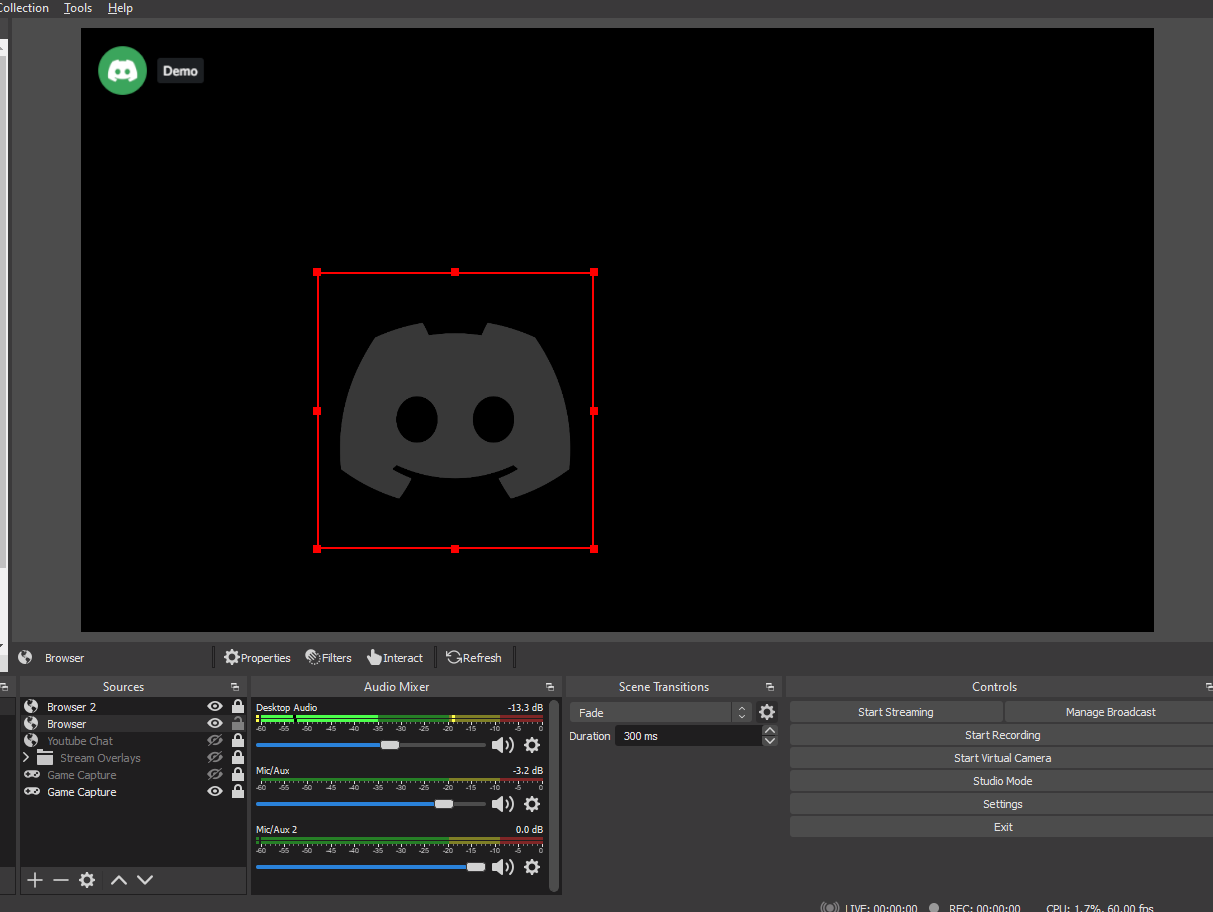 Collection Tools Help
Demo
Browser Properties Filters Interact Refresh
Sources
Browser 2
Browser
Youtube Chat
Stream Overlays
Game Capture
Game Capture
Audio Mixer
Desktop Audio -13.3 dB
-60 -55 -50 -45 -40 -35 -30 -25 -20 -15 -10 -5 0
Mic/Aux -3.2 dB
-60 -55 -50 -45 -40 -35 -30 -25 -20 -15 -10 -5 0
Mic/Aux 2 0.0 dB
-60 -55 -50 -45 -40 -35 -30 -25 -20 -15 -10 -5 0
Scene Transitions
Fade
Duration 300 ms
Controls
Start Streaming Manage Broadcast
Start Recording
Start Virtual Camera
Studio Mode
Settings
Exit
LIVE: 00:00:00 REC: 00:00:00 CPU: 1.7%, 60.00 fps